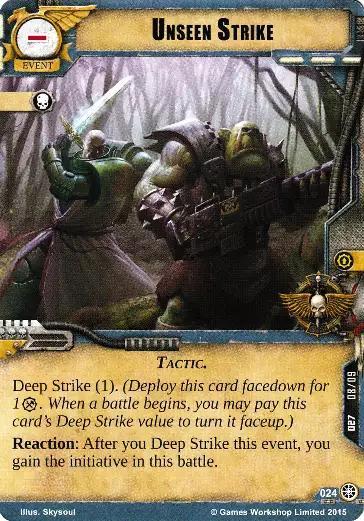 UNSEEN STRIKE
EVENT
TACTIC.
Deep Strike (1). (Deploy this card facedown for
1. When a battle begins, you may pay this
card's Deep Strike value to turn it faceup.)
Reaction: After you Deep Strike this event, you
gain the initiative in this battle.
024
Illus. Skysoul
© Games Workshop Limited 2015